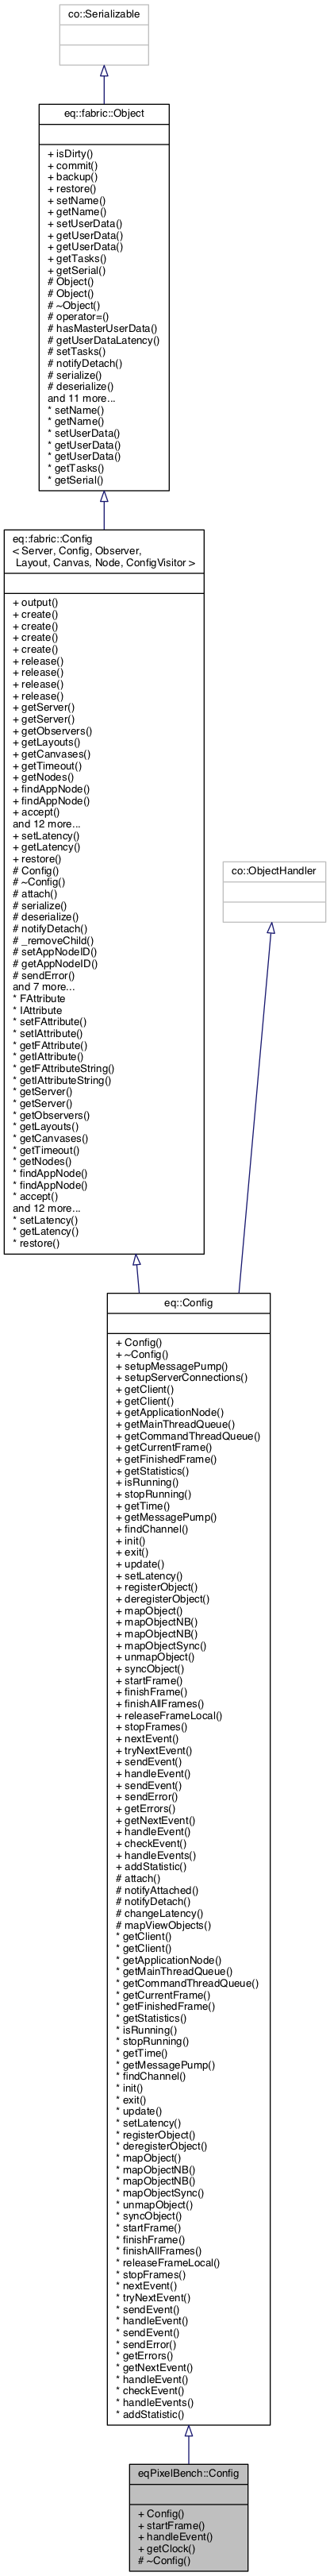 co::Serializable
eq::fabric::Object
+ isDirty()
+ commit()
+ backup()
+ restore()
+ setName()
+ getName()
+ setUserData()
+ getUserData()
+ getUserData()
+ getTasks()
+ getSerial()
# Object()
# Object()
# ~Object()
# operator=()
# hasMasterUserData()
# getUserDataLatency()
# setTasks()
# notifyDetach()
# serialize()
# deserialize()
and 11 more...
* setName()
* getName()
* setUserData()
* getUserData()
* getUserData()
* getTasks()
* getSerial()
eq::fabric::Config
< Server, Config, Observer,
Layout, Canvas, Node, ConfigVisitor >
+ output()
+ create()
+ create()
+ create()
+ create()
+ release()
+ release()
+ release()
+ release()
+ getServer()
+ getServer()
+ getObservers()
+ getLayouts()
+ getCanvases()
+ getTimeout()
+ getNodes()
+ findAppNode()
+ findAppNode()
+ accept()
and 12 more...
+ setLatency()
+ getLatency()
+ restore()
# Config()
# ~Config()
# attach()
# serialize()
# deserialize()
# notifyDetach()
# _removeChild()
# setAppNodeID()
# getAppNodeID()
# sendError()
and 7 more...
* FAttribute
* IAttribute
* setFAttribute()
* setIAttribute()
* getFAttribute()
* getIAttribute()
* getFAttributeString()
* getIAttributeString()
* getServer()
* getServer()
* getObservers()
* getLayouts()
* getCanvases()
* getTimeout()
* getNodes()
* findAppNode()
* findAppNode()
* accept()
and 12 more...
* setLatency()
* getLatency()
* restore()
co::ObjectHandler
eq::Config
+ Config()
+ ~Config()
+ setupMessagePump()
+ setupServerConnections()
+ getClient()
+ getClient()
+ getApplicationNode()
+ getMainThreadQueue()
+ getCommandThreadQueue()
+ getCurrentFrame()
+ getFinishedFrame()
+ getStatistics()
+ isRunning()
+ stopRunning()
+ getTime()
+ getMessagePump()
+ findChannel()
+ init()
+ exit()
+ update()
+ setLatency()
+ registerObject()
+ deregisterObject()
+ mapObject()
+ mapObjectNB()
+ mapObjectNB()
+ mapObjectSync()
+ unmapObject()
+ syncObject()
+ startFrame()
+ finishFrame()
+ finishAllFrames()
+ releaseFrameLocal()
+ stopFrames()
+ nextEvent()
+ tryNextEvent()
+ sendEvent()
+ handleEvent()
+ sendEvent()
+ sendError()
+ getErrors()
+ getNextEvent()
+ handleEvent()
+ checkEvent()
+ handleEvents()
+ addStatistic()
# attach()
# notifyAttached()
# notifyDetach()
# changeLatency()
# mapViewObjects()
* getClient()
* getClient()
* getApplicationNode()
* getMainThreadQueue()
* getCommandThreadQueue()
* getCurrentFrame()
* getFinishedFrame()
* getStatistics()
* isRunning()
* stopRunning()
* getTime()
* getMessagePump()
* findChannel()
* init()
* exit()
* update()
* setLatency()
* registerObject()
* deregisterObject()
* mapObject()
* mapObjectNB()
* mapObjectNB()
* mapObjectSync()
* unmapObject()
* syncObject()
* startFrame()
* finishFrame()
* finishAllFrames()
* releaseFrameLocal()
* stopFrames()
* nextEvent()
* tryNextEvent()
* sendEvent()
* handleEvent()
* sendEvent()
* sendError()
* getErrors()
* getNextEvent()
* handleEvent()
* checkEvent()
* handleEvents()
* addStatistic()
eqPixelBench::Config
+ Config()
+ startFrame()
+ handleEvent()
+ getClock()
# ~Config()